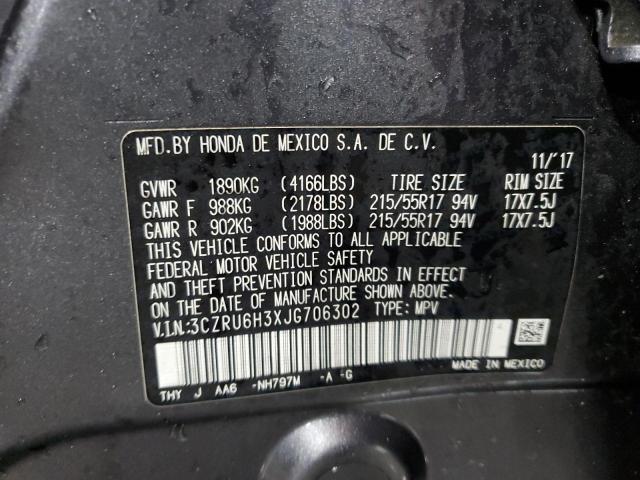 MFD.BY HONDA DE MEXICO S.A. DE C.V.
11/'17
GVWR 1890KG (4166LBS) TIRE SIZE RIM SIZE
GAWR F 988KG (2178LBS) 215/55R17 94V 17X7.5J
GAWR R 902KG (1988LBS) 215/55R17 94V 17X7.5J
THIS VEHICLE CONFORMS TO ALL APPLICABLE
FEDERAL MOTOR VEHICLE SAFETY
AND THEFT PREVENTION STANDARDS IN EFFECT
ON THE DATE OF MANUFACTURE SHOWN ABOVE.
V.I.N.:3CZRU6H3XJG706302 TYPE: MPV
THY J AA6 -NH797M -A -G
MADE IN MEXICO